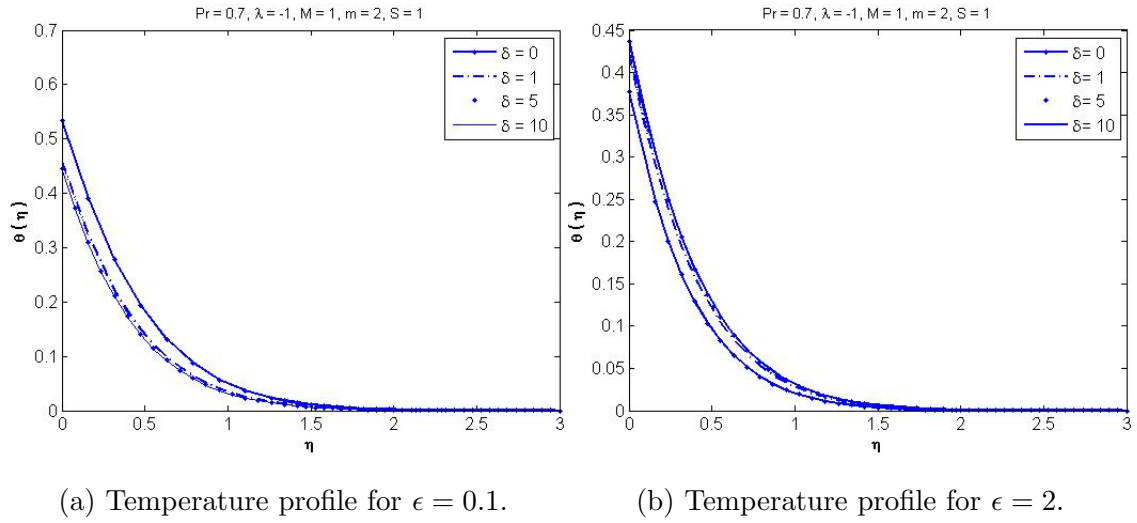 Pr = 0.7, λ = -1, M = 1, m = 2, S = 1
0.7
0.6
0.5
0.4
0.3
0.2
0.1
0
θ ( η )
0 0.5 1 1.5 2 2.5 3
η
δ = 0
δ = 1
δ = 5
δ = 10
(a) Temperature profile for ϵ = 0.1.
Pr = 0.7, λ = -1, M = 1, m = 2, S = 1
0.45
0.4
0.35
0.3
0.25
0.2
0.15
0.1
0.05
0
θ ( η )
0 0.5 1 1.5 2 2.5 3
η
δ = 0
δ = 1
δ = 5
δ= 10
(b) Temperature profile for ϵ = 2.